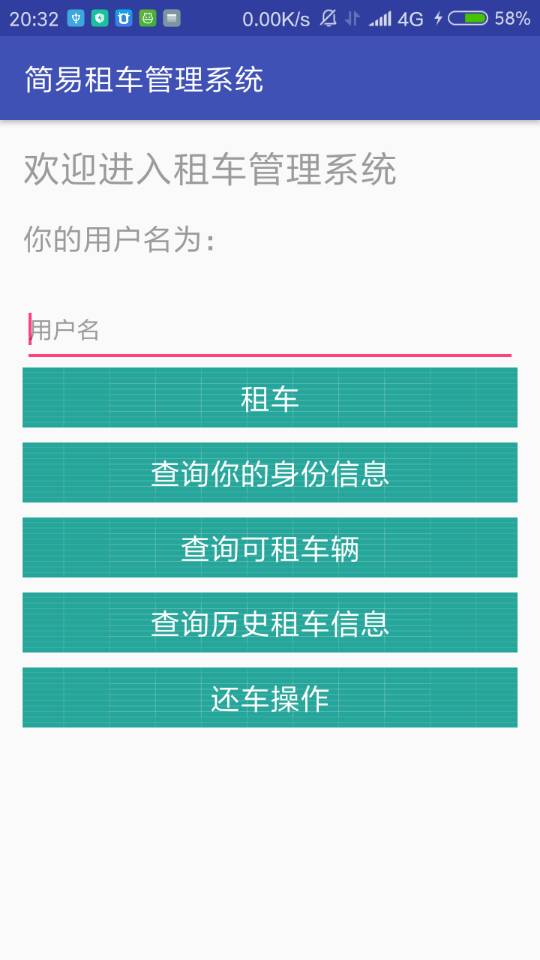 20:32 0.00K/s 4G 58%
简易租车管理系统
欢迎进入租车管理系统
你的用户名为：
用户名
租车
查询你的身份信息
查询可租车辆
查询历史租车信息
还车操作